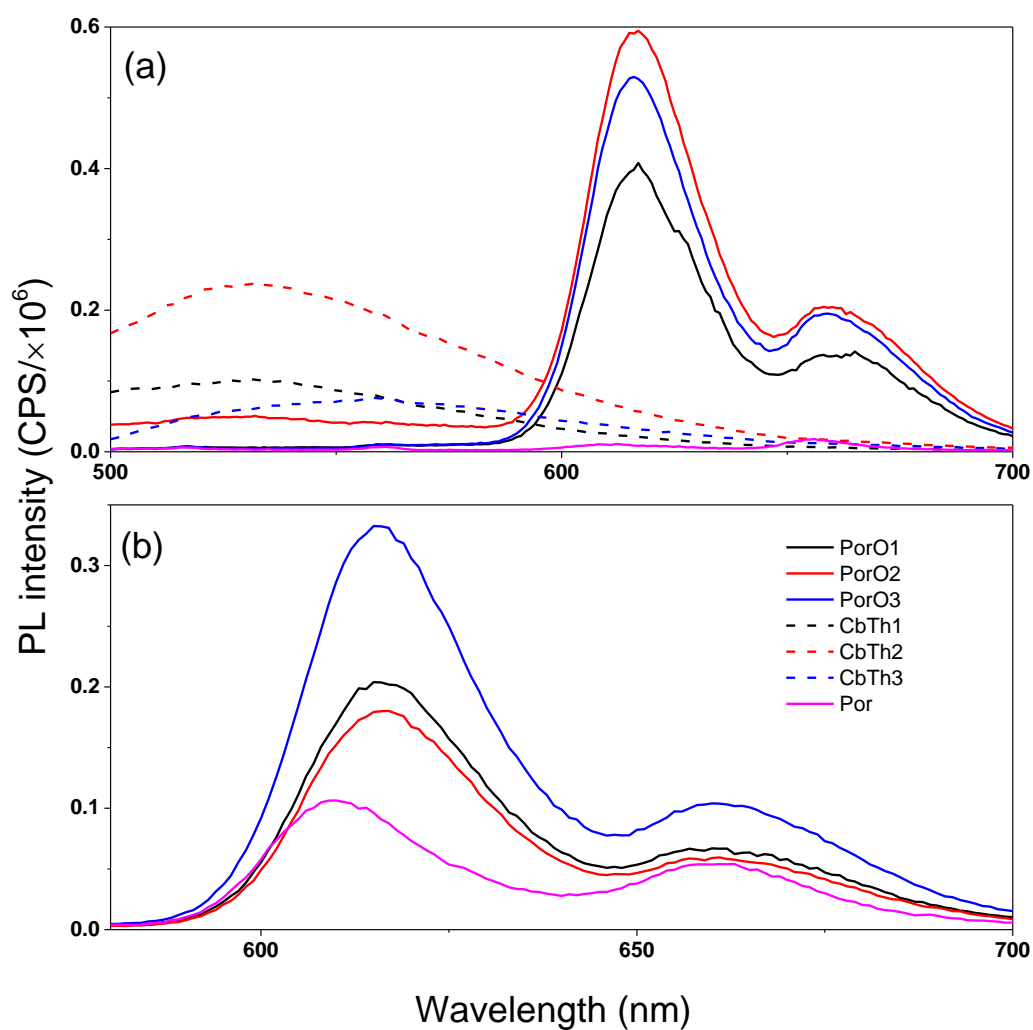 (a)
0.6
0.4
0.2
0.0
500
600
700
PL intensity (CPS/×10⁶)
(b)
0.3
0.2
0.1
0.0
PorO1
PorO2
PorO3
CbTh1
CbTh2
CbTh3
Por
600
650
700
Wavelength (nm)